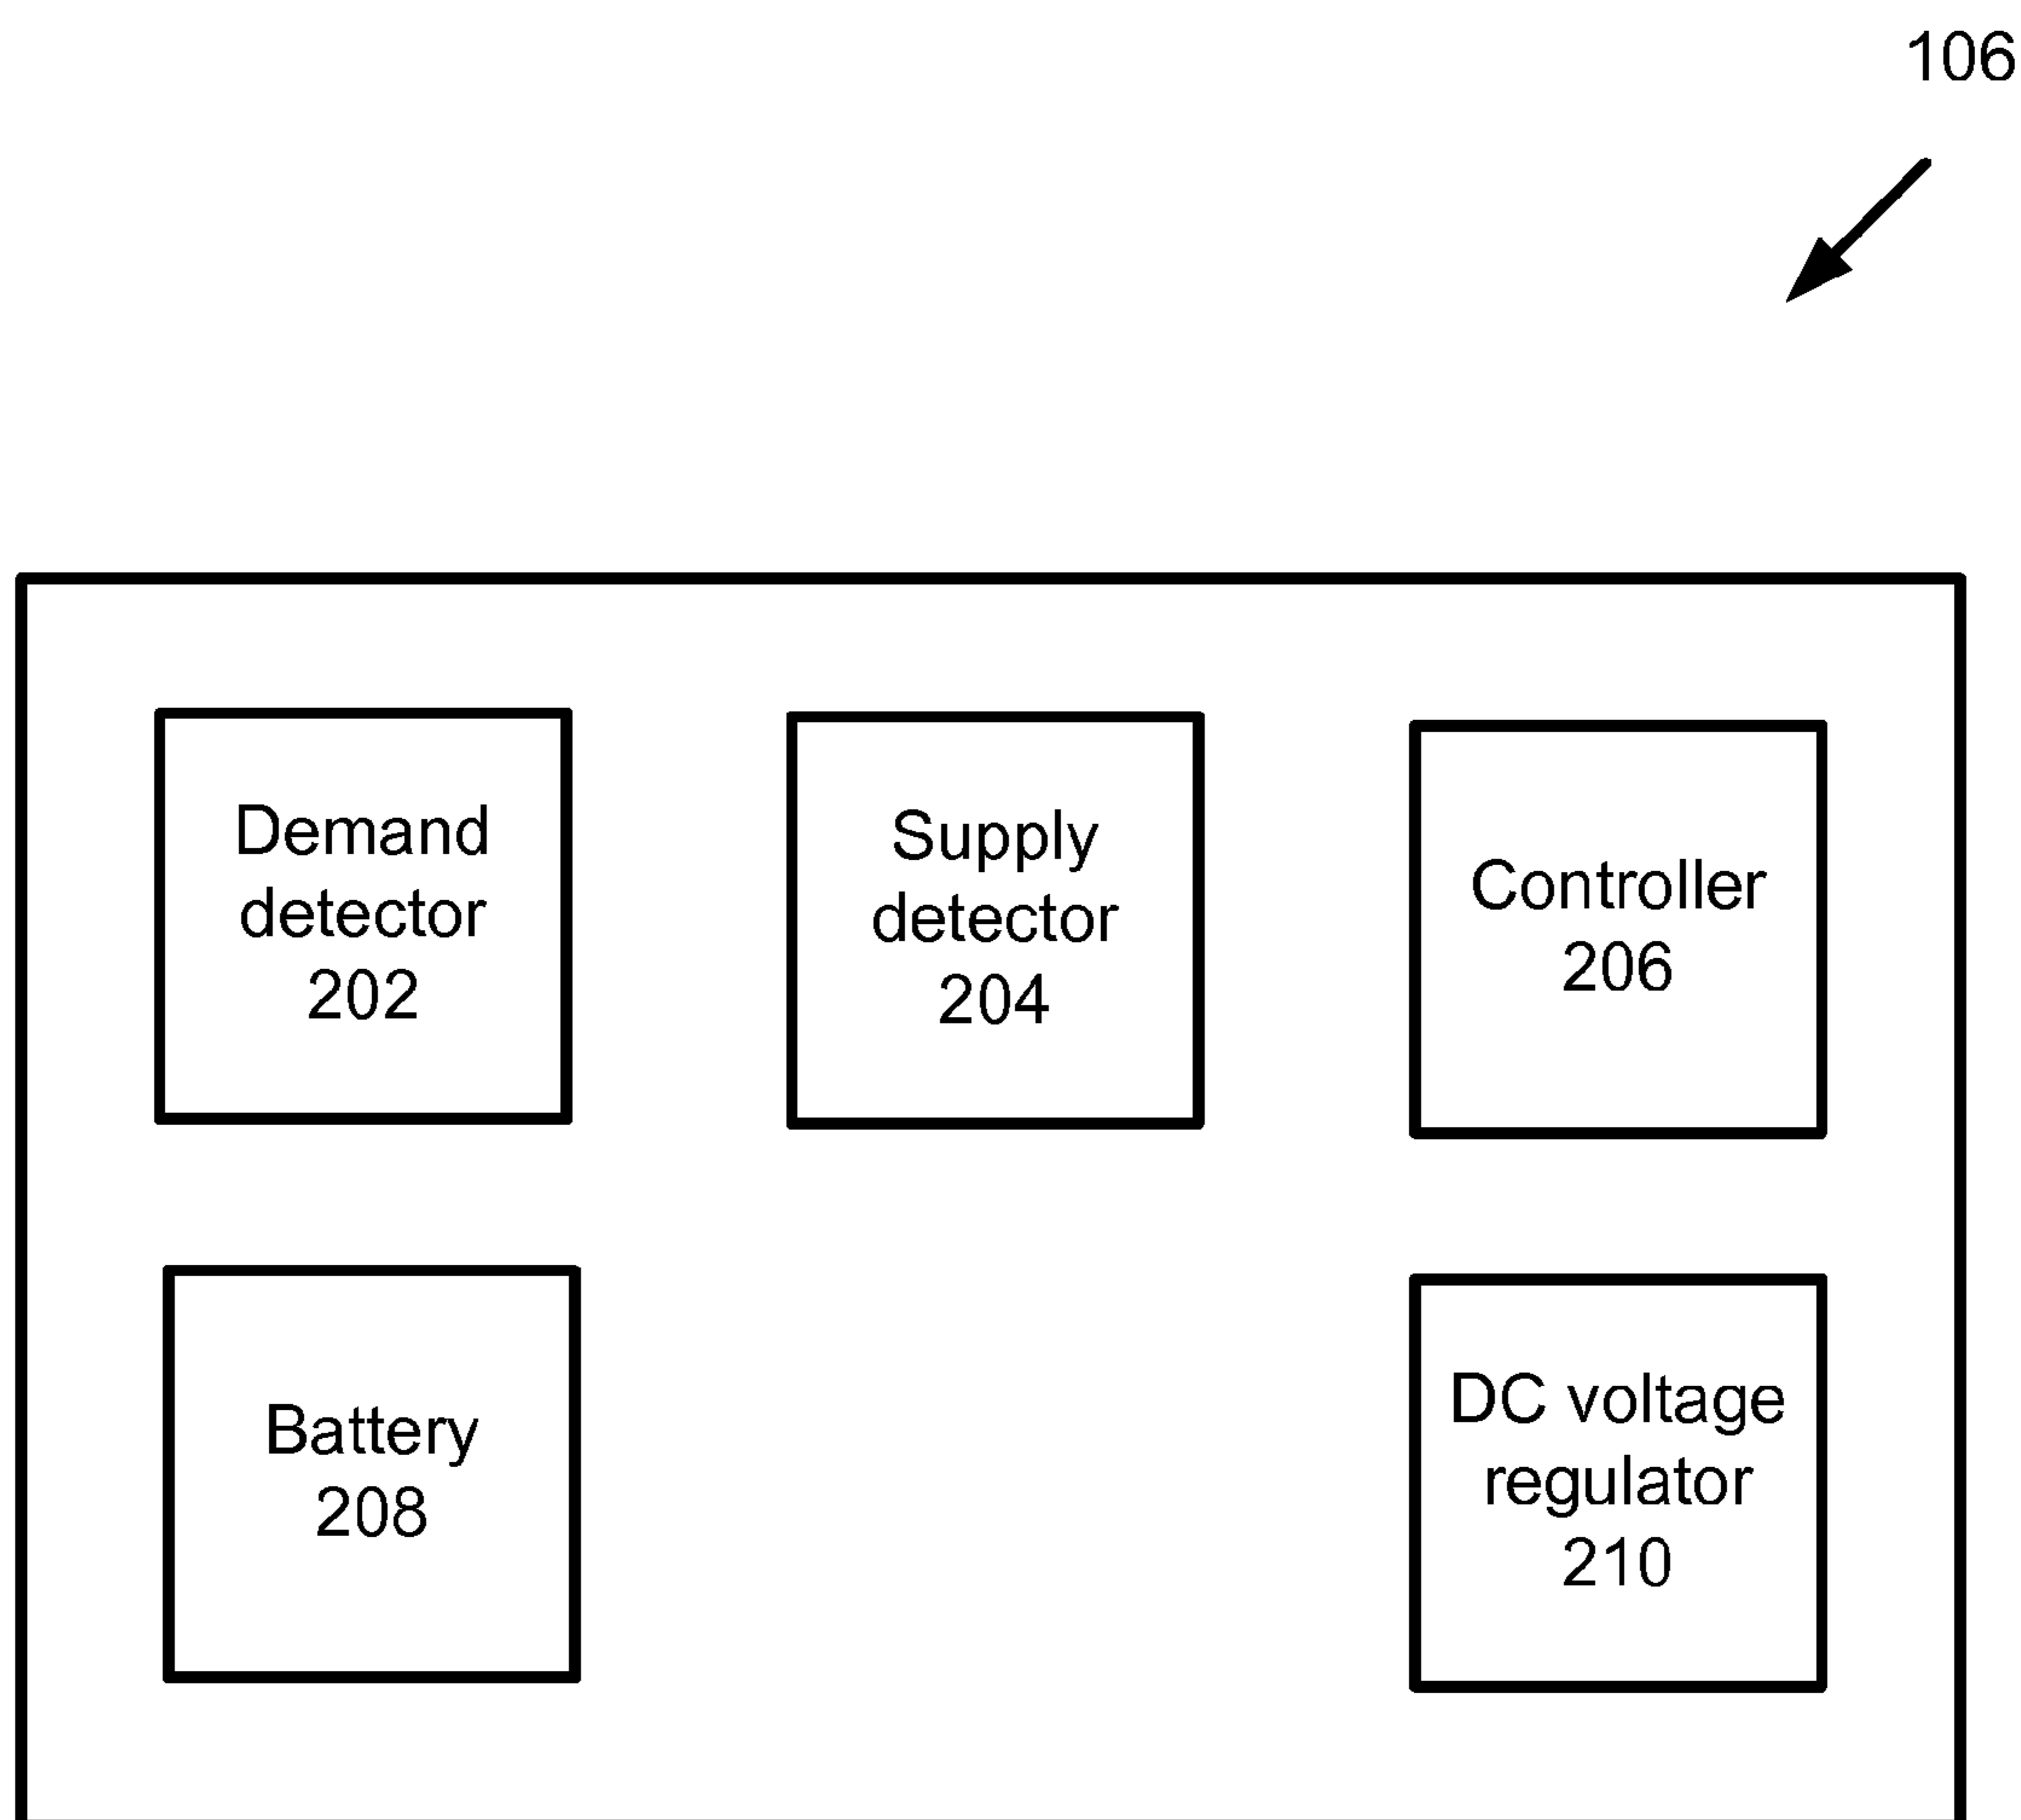 106
Demand
detector
202
Supply
detector
204
Controller
206
Battery
208
DC voltage
regulator
210